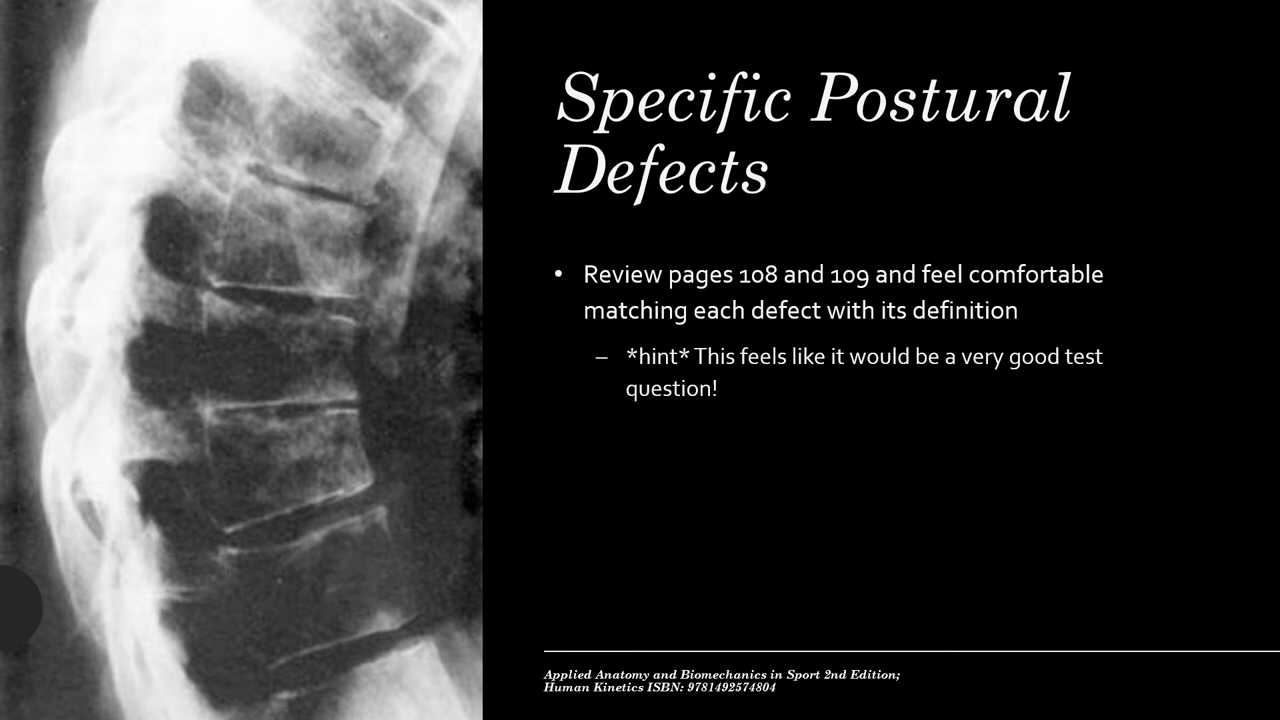 Specific Postural
Defects
• Review pages 108 and 109 and feel comfortable
matching each defect with its definition
– *hint* This feels like it would be a very good test
question!
Applied Anatomy and Biomechanics in Sport 2nd Edition;
Human Kinetics ISBN: 9781492574804